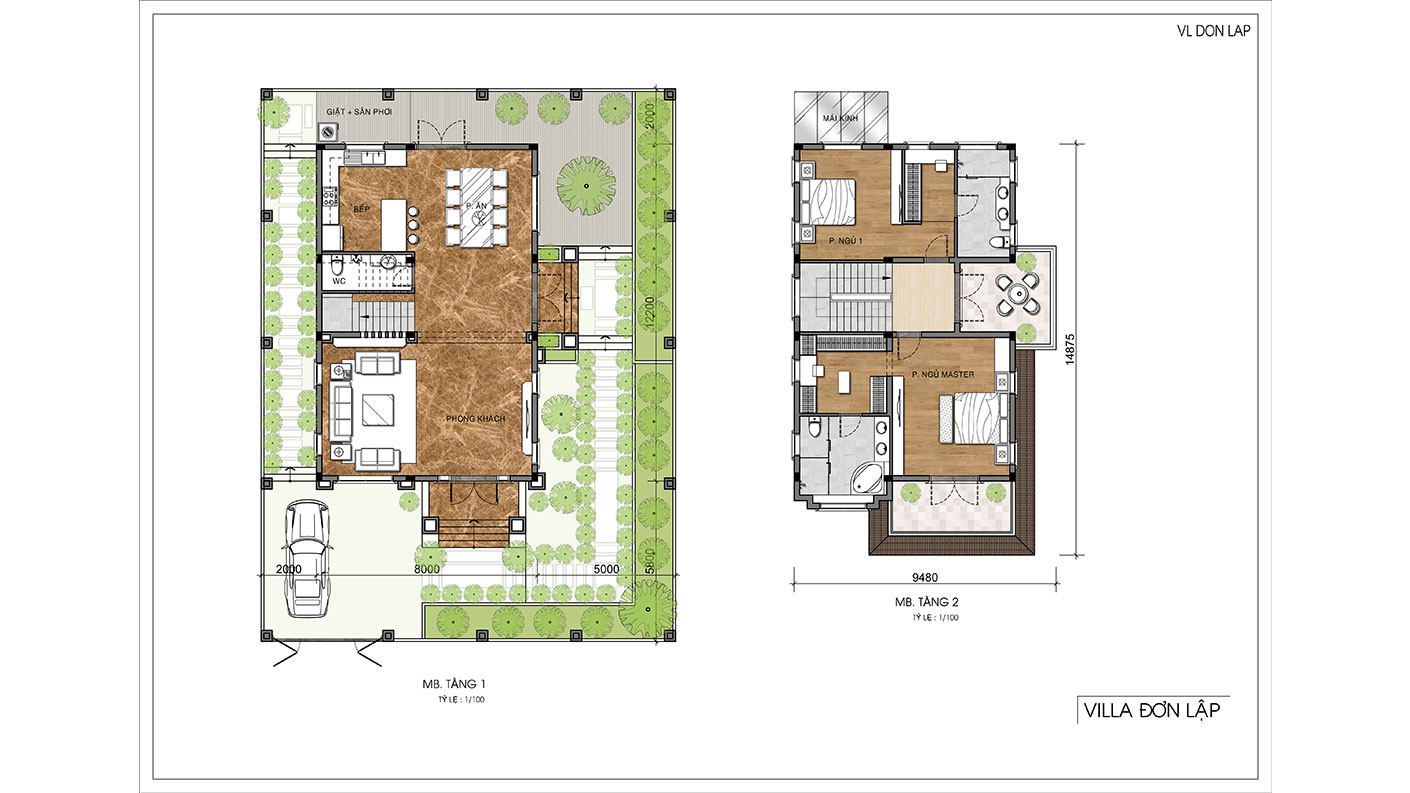 VL DON LAP
GIẶT + SÂN PHƠI
2000
BẾP
P. ĂN
WC
12200
PHÒNG KHÁCH
2000
8000
5000
5800
MB. TẦNG 1
TỶ LỆ : 1/100
MÁI KÍNH
P. NGỦ 1
14875
P. NGỦ MASTER
9480
MB. TẦNG 2
TỶ LỆ : 1/100
VILLA ĐƠN LẬP